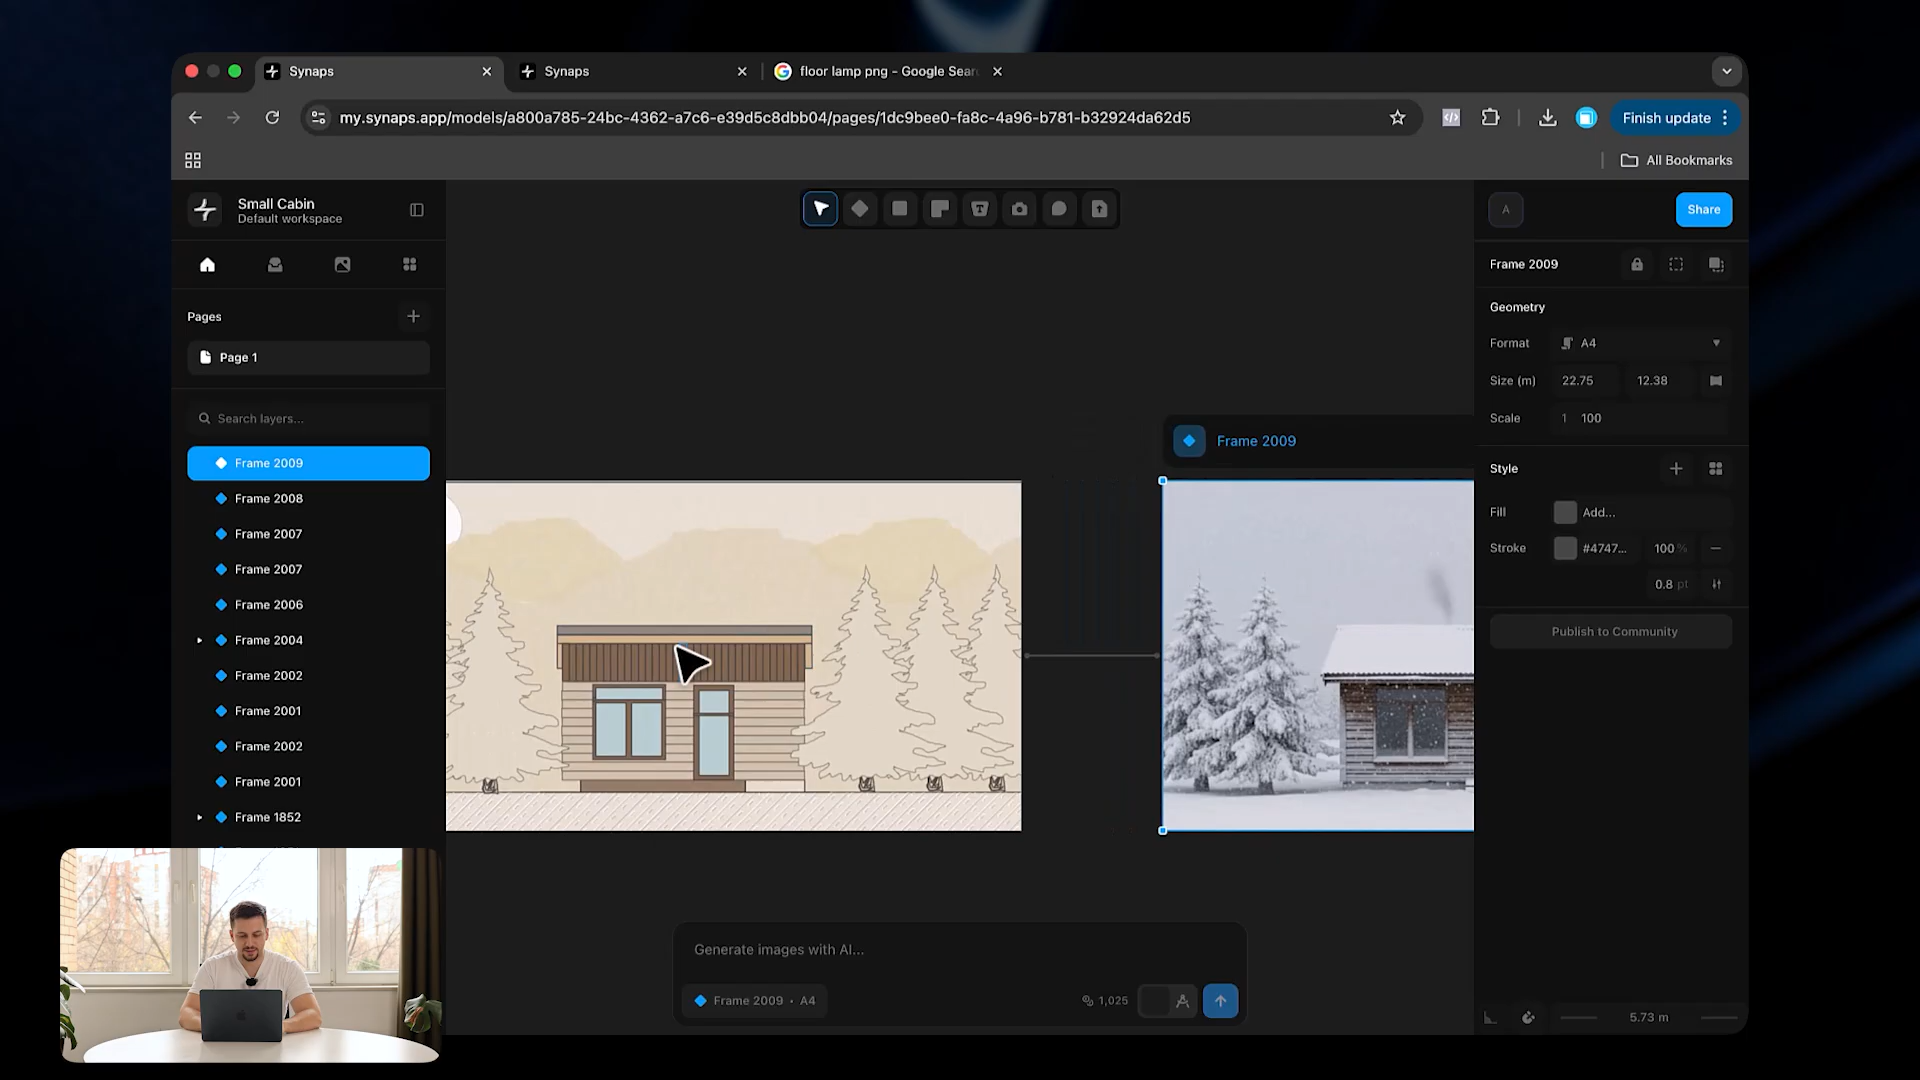 Synaps
Synaps
floor lamp png - Google Sear
my.synaps.app/models/a800a785-24bc-4362-a7c6-e39d5c8dbb04/pages/1dc9bee0-fa8c-4a96-b781-b32924da62d5
Finish update
All Bookmarks
Small Cabin
Default workspace
A
Share
Pages
Page 1
Search layers...
Frame 2009
Frame 2008
Frame 2007
Frame 2007
Frame 2006
Frame 2004
Frame 2002
Frame 2001
Frame 2002
Frame 2001
Frame 1852
Frame 2009
Frame 2009
Geometry
Format A4
Size (m) 22.75 12.38
Scale 1 100
Style
Fill Add...
Stroke #4747... 100 %
0.8 pt
Publish to Community
Generate images with AI...
Frame 2009 • A4
1,025
5.73 m